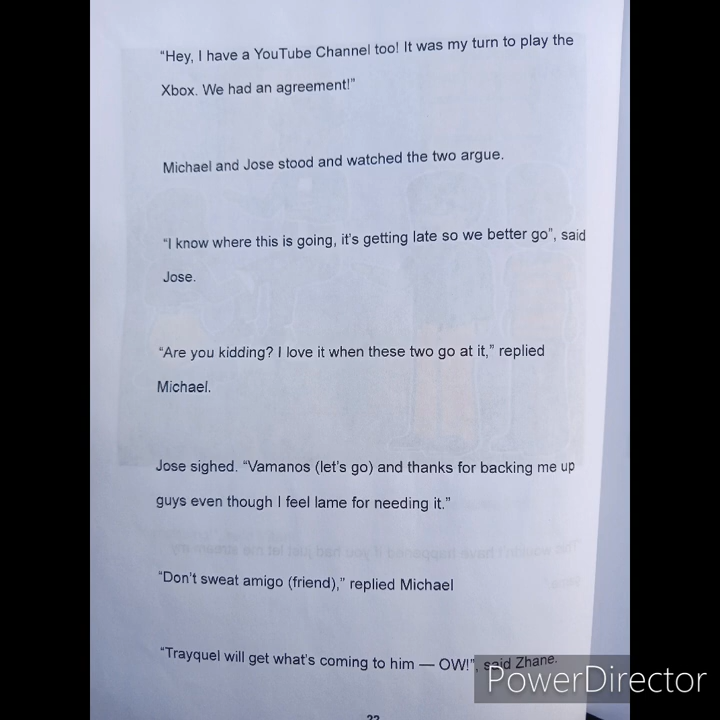 “Hey, I have a YouTube Channel too! It was my turn to play the
Xbox. We had an agreement!”
Michael and Jose stood and watched the two argue.
“I know where this is going, it’s getting late so we better go”, said
Jose.
“Are you kidding? I love it when these two go at it,” replied
Michael.
Jose sighed. “Vamanos (let’s go) and thanks for backing me up
guys even though I feel lame for needing it.”
“Don’t sweat amigo (friend),” replied Michael
“Trayquel will get what’s coming to him — OW!”, said Zhane.
PowerDirector